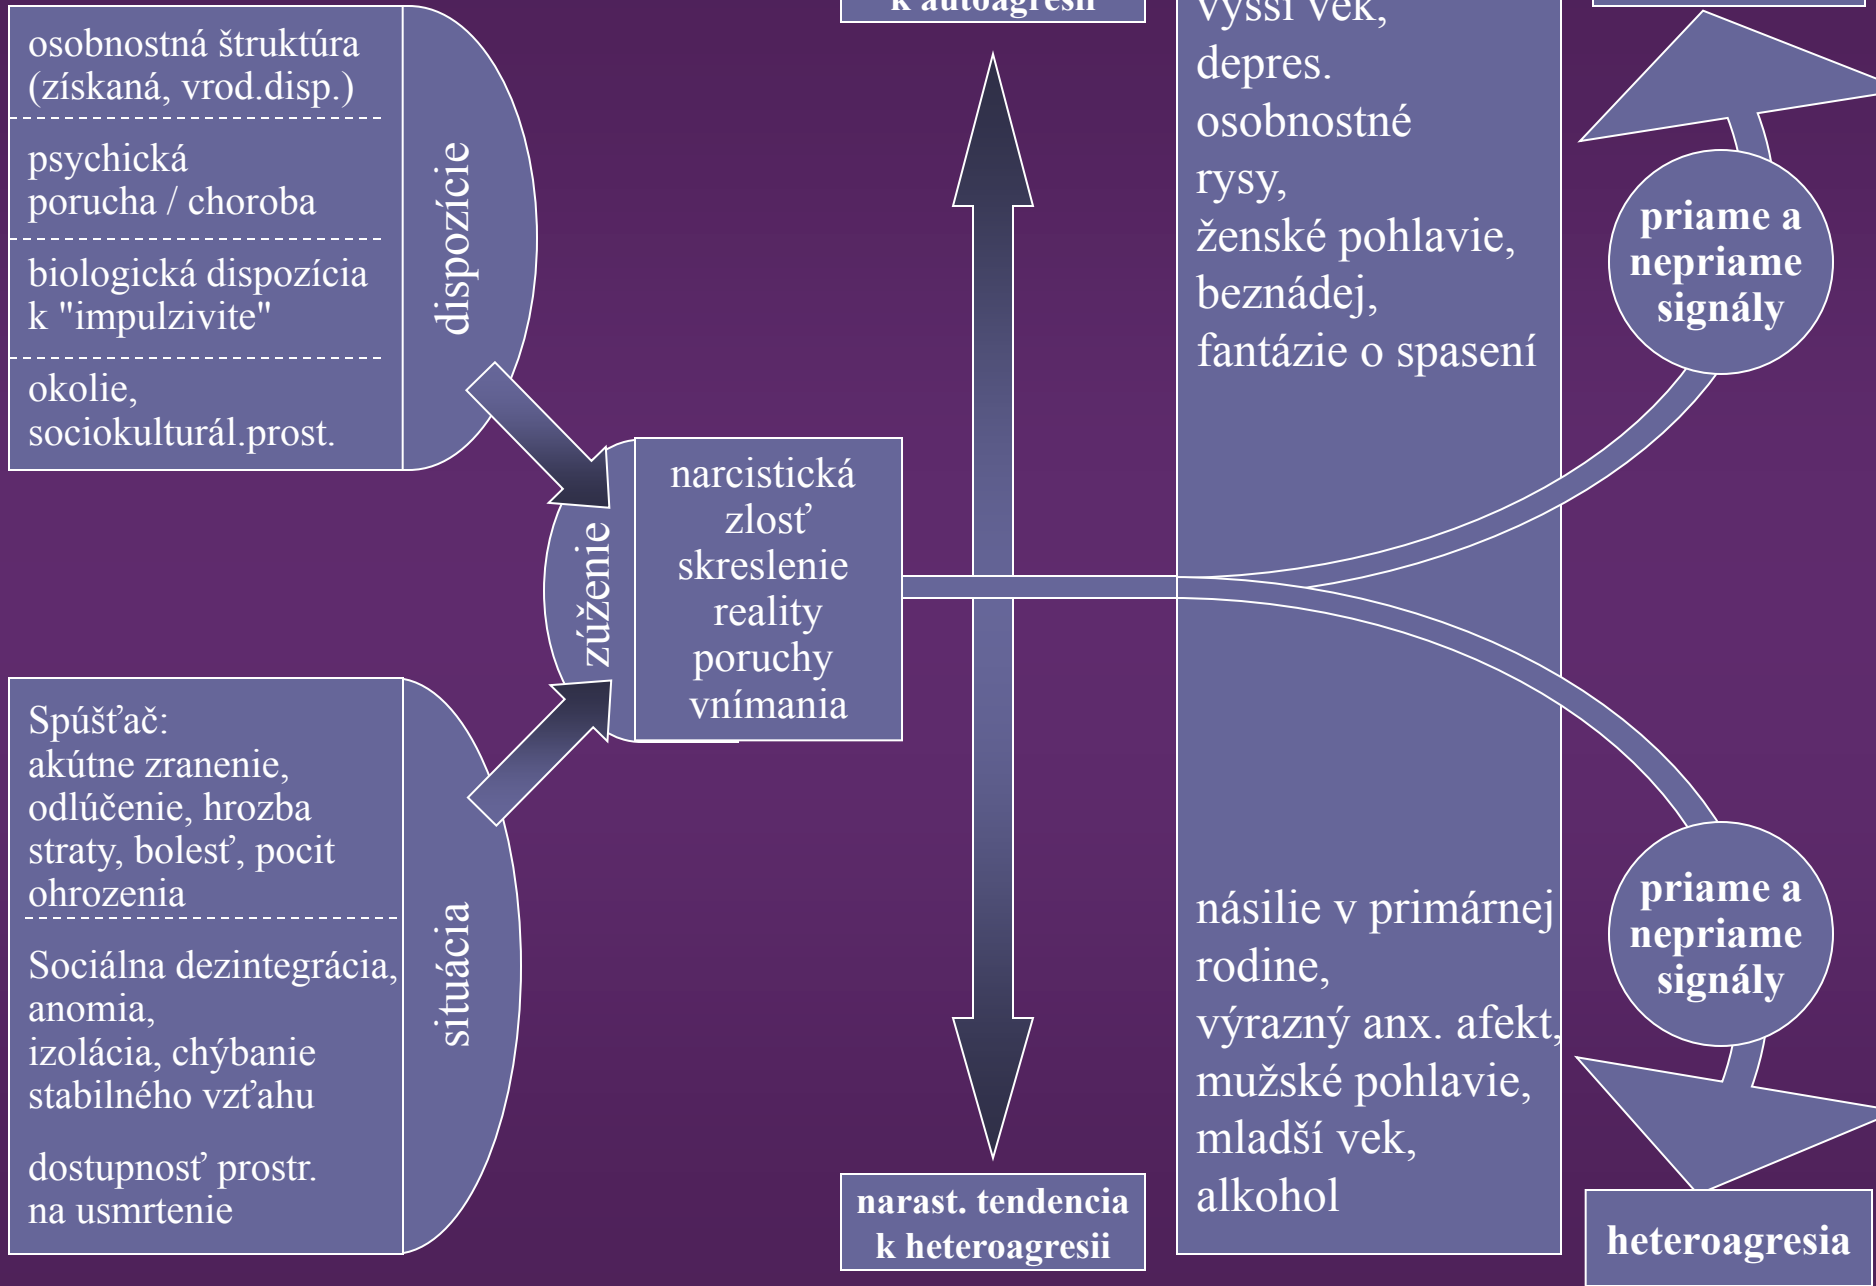 osobnostná štruktúra
(získaná, vrod.disp.)
psychická
porucha / choroba
biologická dispozícia
k "impulzivite"
okolie,
sociokulturál.prost.
dispozície
Spúšťač:
akútne zranenie,
odlúčenie, hrozba
straty, bolesť, pocit
ohrozenia
Sociálna dezintegrácia,
anomia,
izolácia, chýbanie
stabilného vzťahu
dostupnosť prostr.
na usmrtenie
situácia
zúženie
narcistická
zlosť
skreslenie
reality
poruchy
vnímania
k autoagresii
narast. tendencia
k heteroagresii
vyšší vek,
depres.
osobnostné
rysy,
ženské pohlavie,
beznádej,
fantázie o spasení
násilie v primárnej
rodine,
výrazný anx. afekt,
mužské pohlavie,
mladší vek,
alkohol
priame a
nepriame
signály
priame a
nepriame
signály
heteroagresia